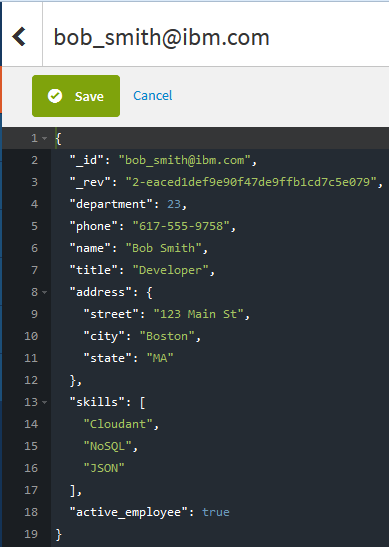 bob_smith@ibm.com
Save Cancel
1 {
2 "_id": "bob_smith@ibm.com",
3 "_rev": "2-eaced1def9e90f47de9ffb1cd7c5e079",
4 "department": 23,
5 "phone": "617-555-9758",
6 "name": "Bob Smith",
7 "title": "Developer",
8 "address": {
9 "street": "123 Main St",
10 "city": "Boston",
11 "state": "MA"
12 },
13 "skills": [
14 "Cloudant",
15 "NoSQL",
16 "JSON"
17 ],
18 "active_employee": true
19 }